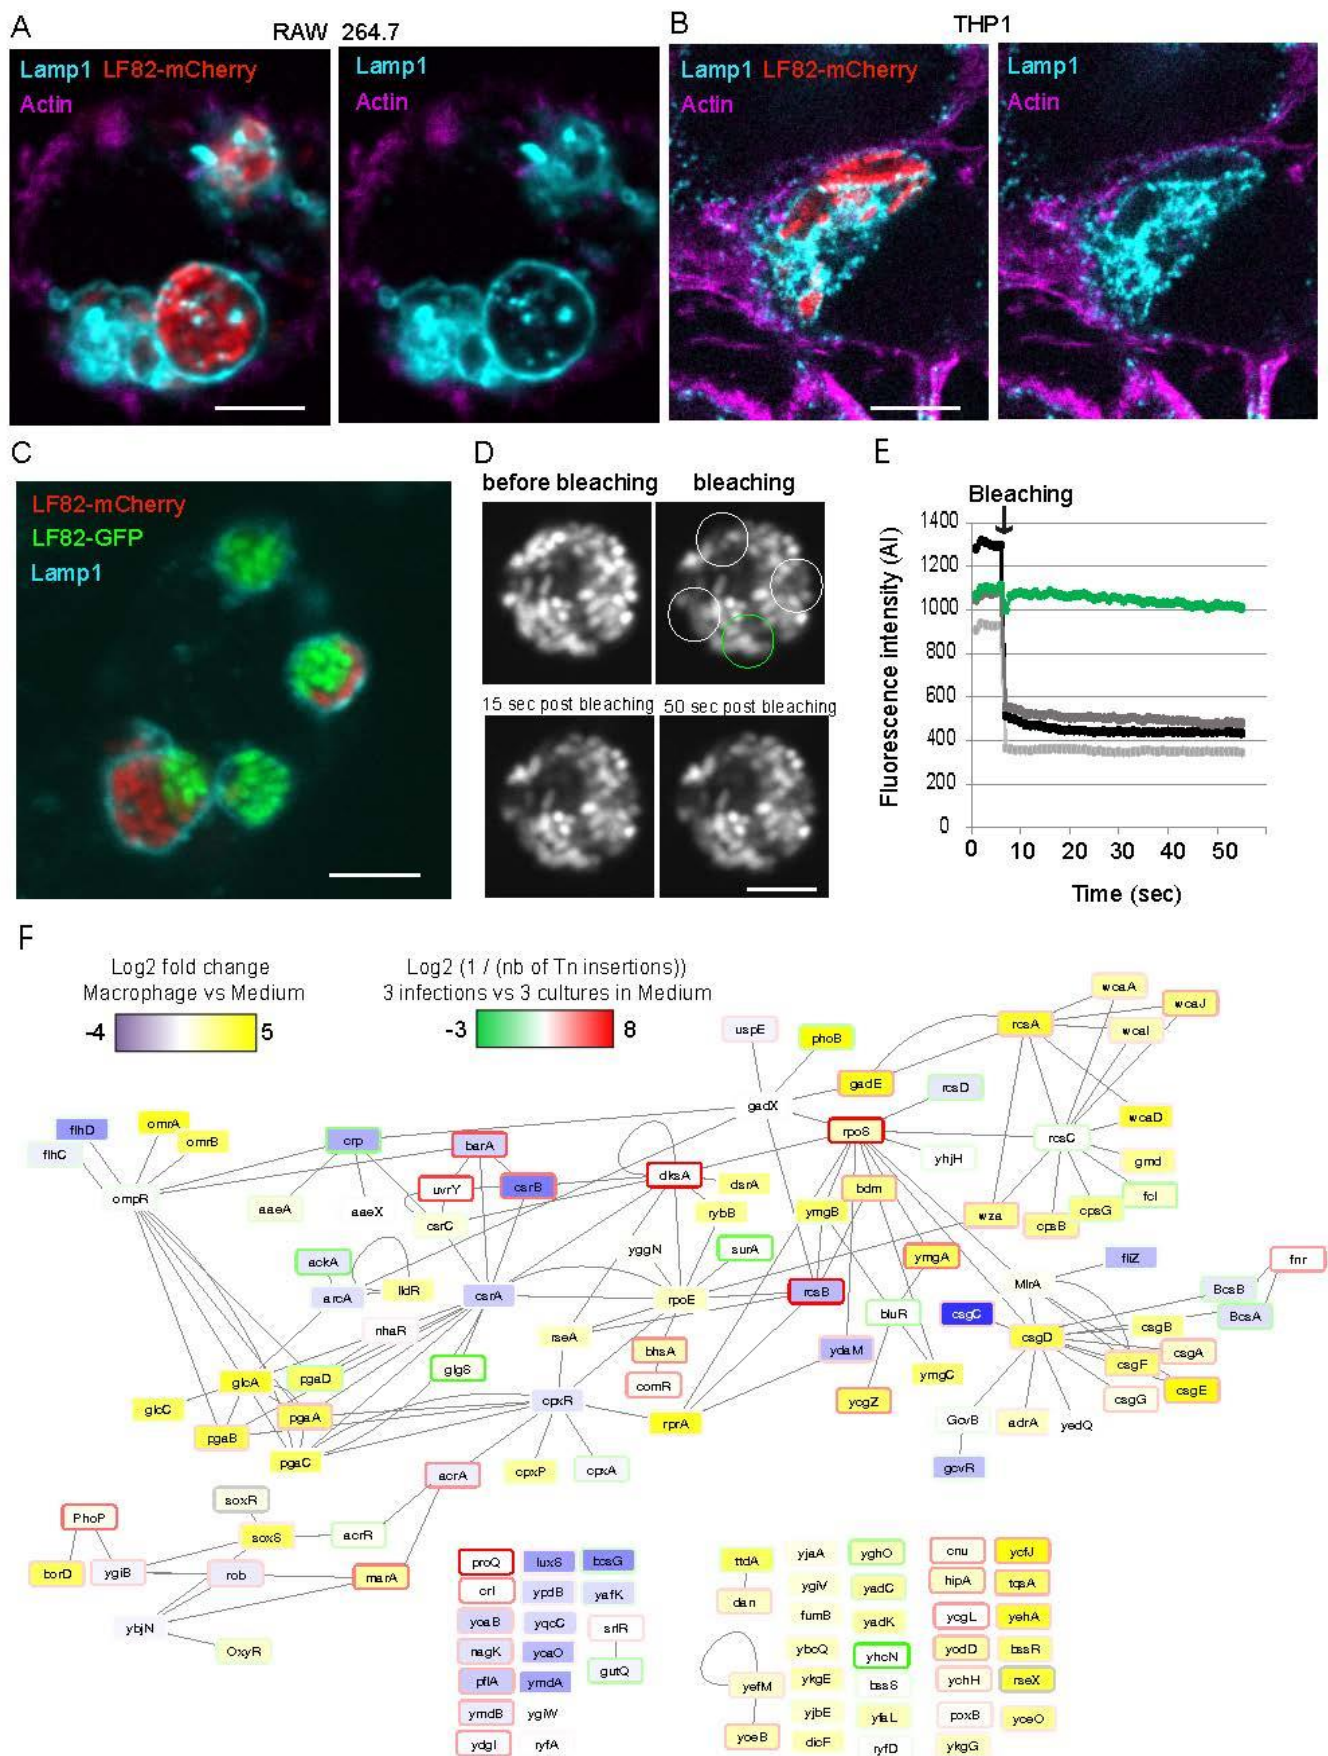 A
RAW 264.7
Lamp1 LF82-mCherry
Actin
Lamp1
Actin
B
THP1
Lamp1 LF82-mCherry
Actin
Lamp1
Actin
C
LF82-mCherry
LF82-GFP
Lamp1
D
before bleaching
bleaching
15 sec post bleaching
50 sec post bleaching
E
Bleaching
Fluorescence intensity (AI)
1400
1200
1000
800
600
400
200
0
0 10 20 30 40 50
Time (sec)
F
Log2 fold change
Macrophage vs Medium
-4 5
Log2 (1 / (nb of Tn insertions))
3 infections vs 3 cultures in Medium
-3 8
wcaA
wcaJ
uspE
phoB
rcsA
wcaI
gadE
rcsD
gadX
flhD
omrA
flhC
omrB
crp
barA
rpoS
rcsC
wcaD
yhjH
gmd
ompR
uvrY
csrB
dksA
dsrA
bdm
fcl
aaeA
aaeX
csrC
rybB
ymgB
wza
cpsB
cpsG
ackA
yggN
surA
ymgA
fliZ
fnr
arcA
lldR
csrA
rpoE
rcsB
MlrA
BcsB
nhaR
rseA
bluR
csgC
csgD
csgB
BcsA
glgS
bhsA
ydaM
csgF
csgA
glcA
pgaD
comR
ymgC
csgE
glcC
pgaA
cpxR
ycgZ
GcvB
adrA
yedQ
csgG
pgaB
rprA
pgaC
acrA
cpxP
cpxA
gcvR
soxR
PhoP
soxS
acrR
borD
ygiB
rob
marA
ybjN
OxyR
proQ
luxS
bcsG
crl
ypdB
yafK
yoaB
yqcC
srlR
nagK
ycaO
gutQ
pflA
ymdA
ymdB
ygiW
ydgI
ryfA
ttdA
yjaA
yghO
cnu
ycfJ
dan
ygiV
yadC
hipA
tqsA
fumB
yadK
ycgL
yehA
ybcQ
yhcN
yodD
bssR
yefM
ykgE
bssS
ychH
rseX
yjbE
yfaL
poxB
yceO
yoeB
dicF
ryfD
ykgG